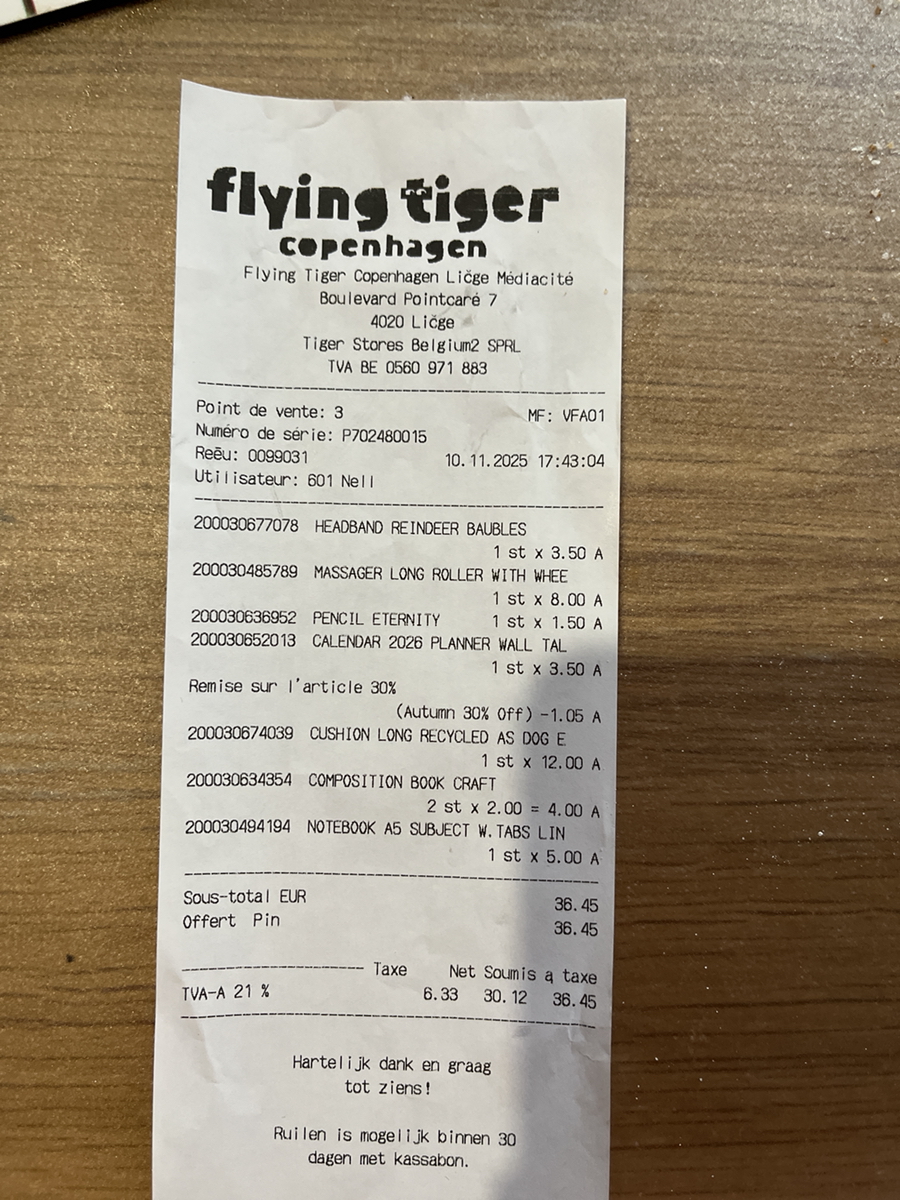 flying tiger
copenhagen
Flying Tiger Copenhagen Ličge Médiacité
Boulevard Pointcaré 7
4020 Ličge
Tiger Stores Belgium2 SPRL
TVA BE 0560 971 883
Point de vente: 3 MF: VFA01
Numéro de série: P702480015
Reēu: 0099031 10.11.2025 17:43:04
Utilisateur: 601 Nell
200030677078 HEADBAND REINDEER BAUBLES
1 st x 3.50 A
200030485789 MASSAGER LONG ROLLER WITH WHEE
1 st x 8.00 A
200030636952 PENCIL ETERNITY 1 st x 1.50 A
200030652013 CALENDAR 2026 PLANNER WALL TAL
1 st x 3.50 A
Remise sur l'article 30%
(Autumn 30% Off) -1.05 A
200030674039 CUSHION LONG RECYCLED AS DOG E
1 st x 12.00 A
200030634354 COMPOSITION BOOK CRAFT
2 st x 2.00 = 4.00 A
200030494194 NOTEBOOK A5 SUBJECT W.TABS LIN
1 st x 5.00 A
Sous-total EUR 36.45
Offert Pin 36.45
Taxe Net Soumis ą taxe
TVA-A 21 % 6.33 30.12 36.45
Hartelijk dank en graag
tot ziens!
Ruilen is mogelijk binnen 30
dagen met kassabon.